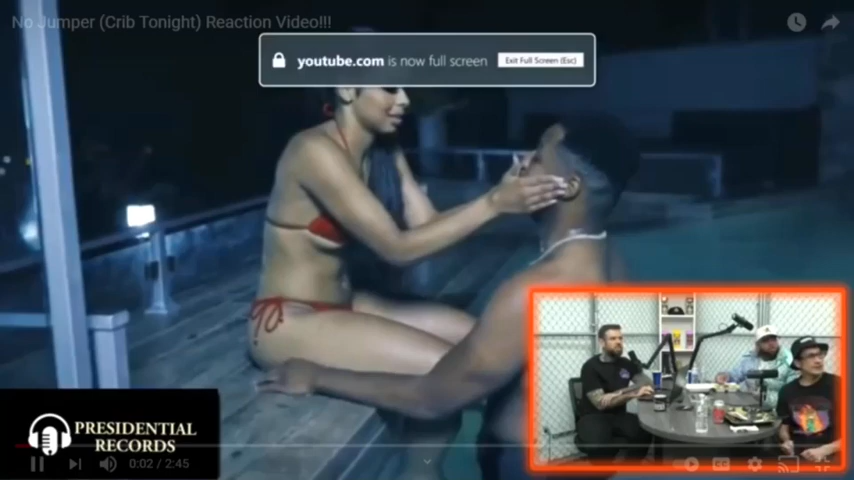 No Jumper (Crib Tonight) Reaction Video!!!
youtube.com is now full screen
Exit Full Screen (Esc)
PRESIDENTIAL
RECORDS
0:02 / 2:45
CC